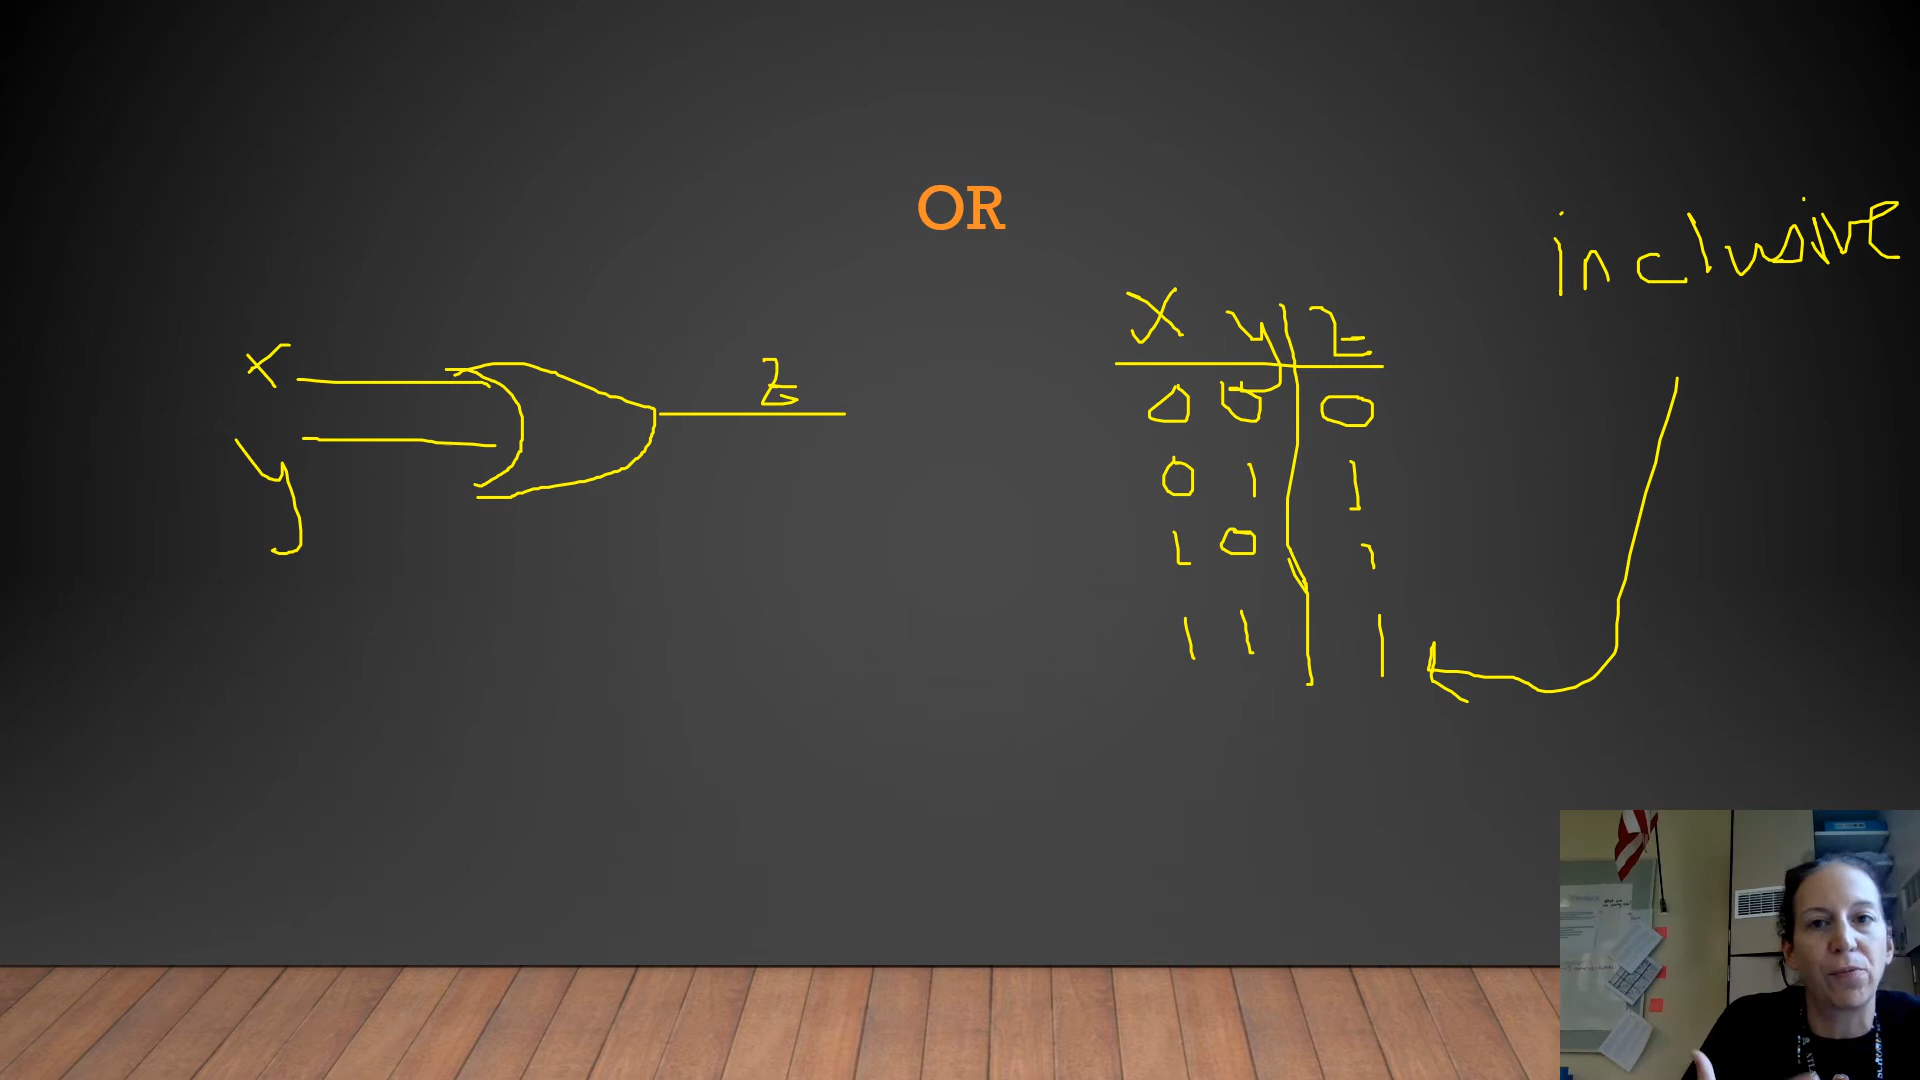 OR
inclusive
x
y
z
x y z
0 0 0
0 1 1
1 0 1
1 1 1